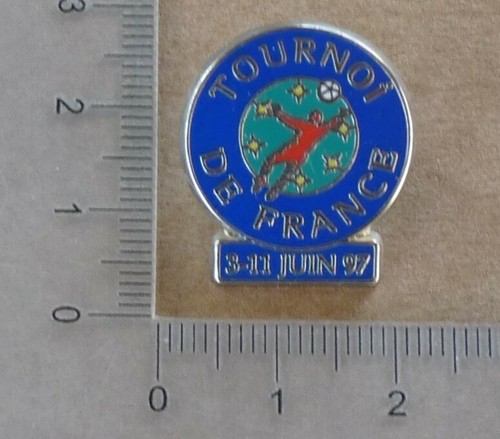 TOURNOI
DE FRANCE
3-11 JUIN 97
3
2
1
0
0 1 2